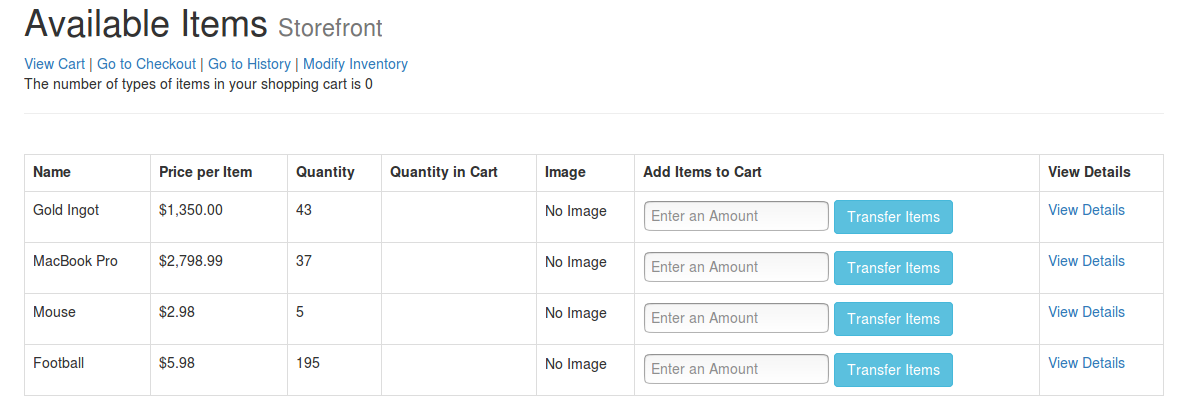 Available Items Storefront
View Cart | Go to Checkout | Go to History | Modify Inventory
The number of types of items in your shopping cart is 0
Name Price per Item Quantity Quantity in Cart Image Add Items to Cart View Details
Gold Ingot $1,350.00 43 No Image Enter an Amount Transfer Items View Details
MacBook Pro $2,798.99 37 No Image Enter an Amount Transfer Items View Details
Mouse $2.98 5 No Image Enter an Amount Transfer Items View Details
Football $5.98 195 No Image Enter an Amount Transfer Items View Details